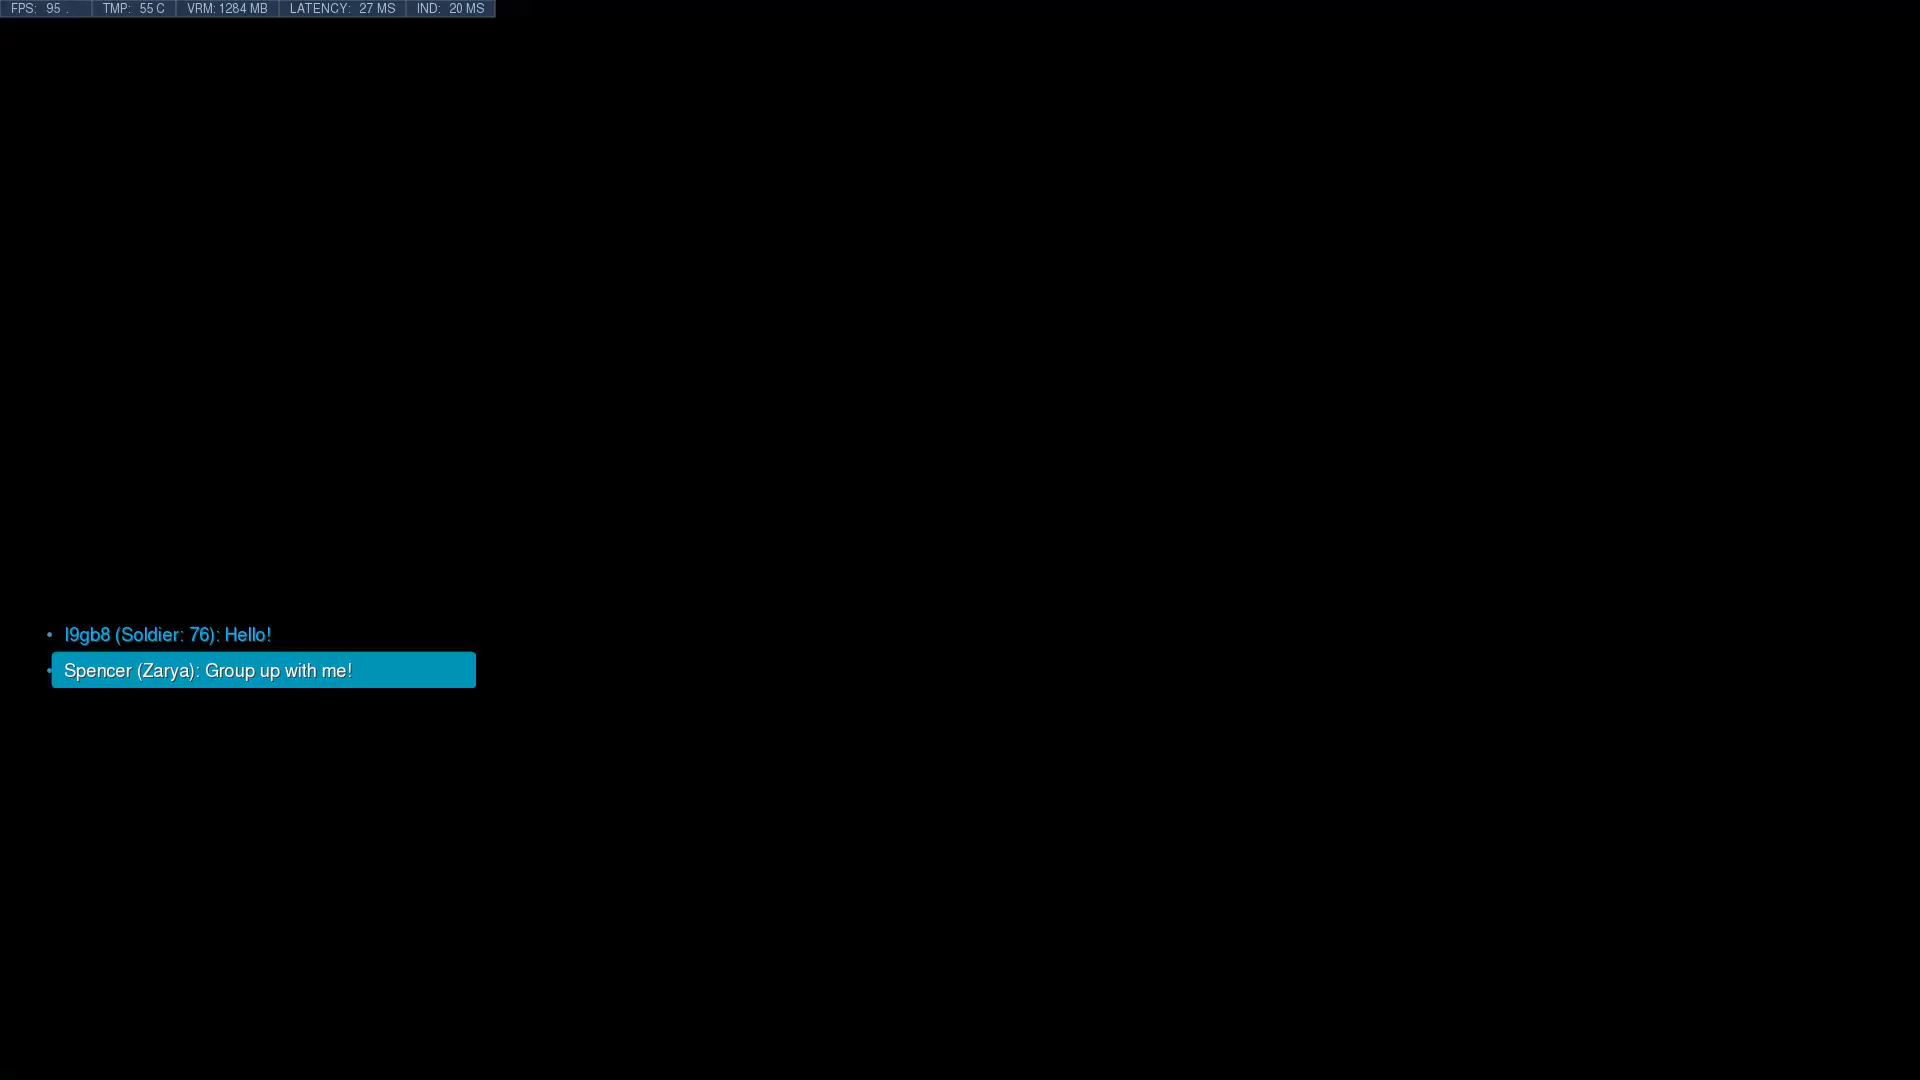 FPS: 95 . TMP: 55 C VRM: 1284 MB LATENCY: 27 MS IND: 20 MS
l9gb8 (Soldier: 76): Hello!
Spencer (Zarya): Group up with me!